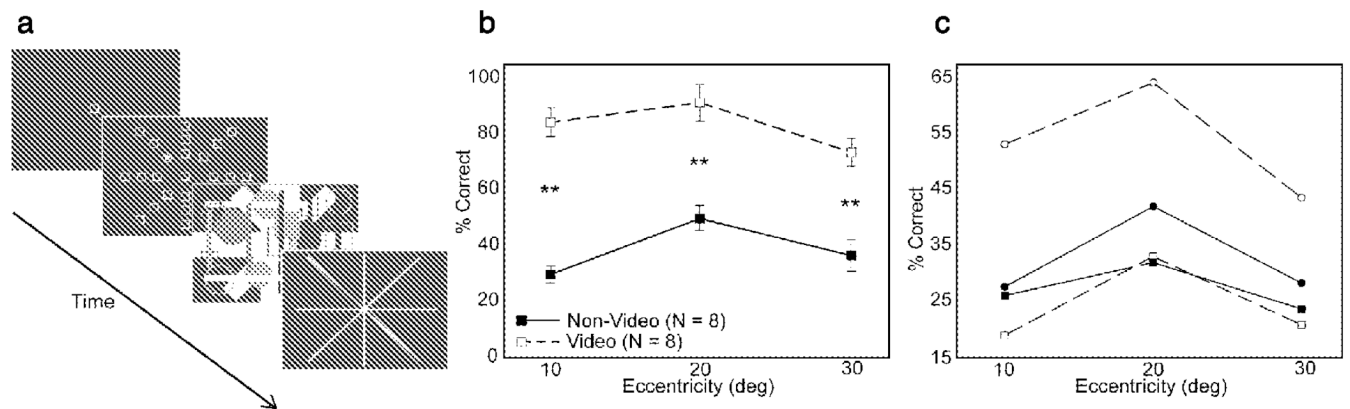 a
b
c
Time
100
80
60
40
20
0
% Correct
**
**
**
Non-Video (N = 8)
Video (N = 8)
10
20
30
Eccentricity (deg)
65
55
45
35
25
15
% Correct
10
20
30
Eccentricity (deg)